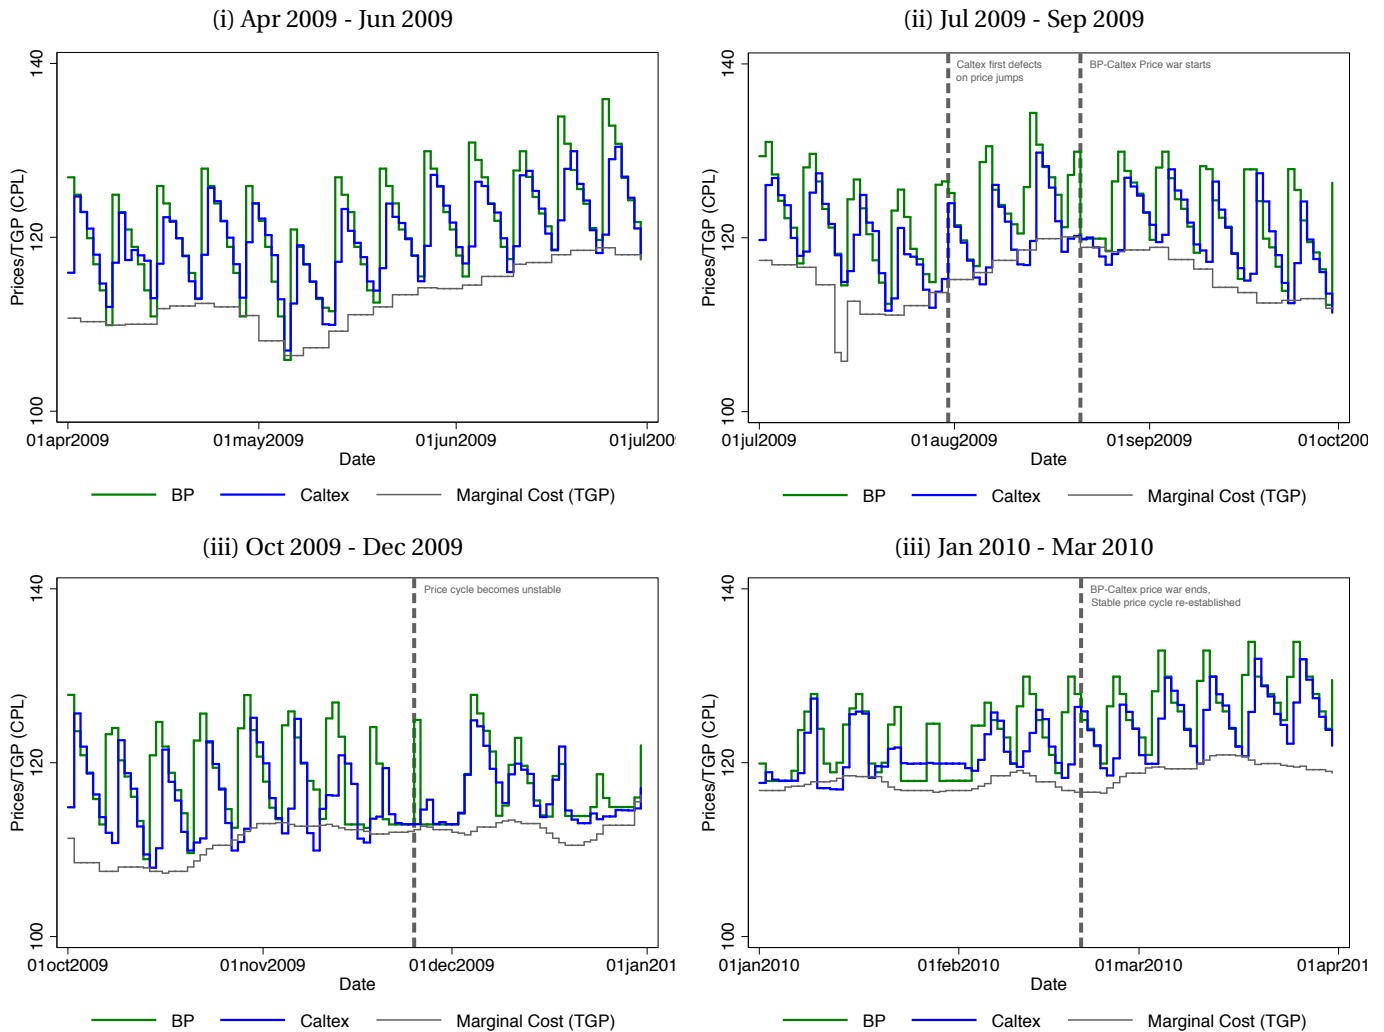 (i) Apr 2009 - Jun 2009
Prices/TGP (CPL)
140
120
100
01apr2009 01may2009 01jun2009 01jul200
Date
BP Caltex Marginal Cost (TGP)
(ii) Jul 2009 - Sep 2009
Prices/TGP (CPL)
140
120
100
Caltex first defects
on price jumps
BP-Caltex Price war starts
01jul2009 01aug2009 01sep2009 01oct200
Date
BP Caltex Marginal Cost (TGP)
(iii) Oct 2009 - Dec 2009
Prices/TGP (CPL)
140
120
100
Price cycle becomes unstable
01oct2009 01nov2009 01dec2009 01jan201
Date
BP Caltex Marginal Cost (TGP)
(iii) Jan 2010 - Mar 2010
Prices/TGP (CPL)
140
120
100
BP-Caltex price war ends,
Stable price cycle re-established
01jan2010 01feb2010 01mar2010 01apr201
Date
BP Caltex Marginal Cost (TGP)